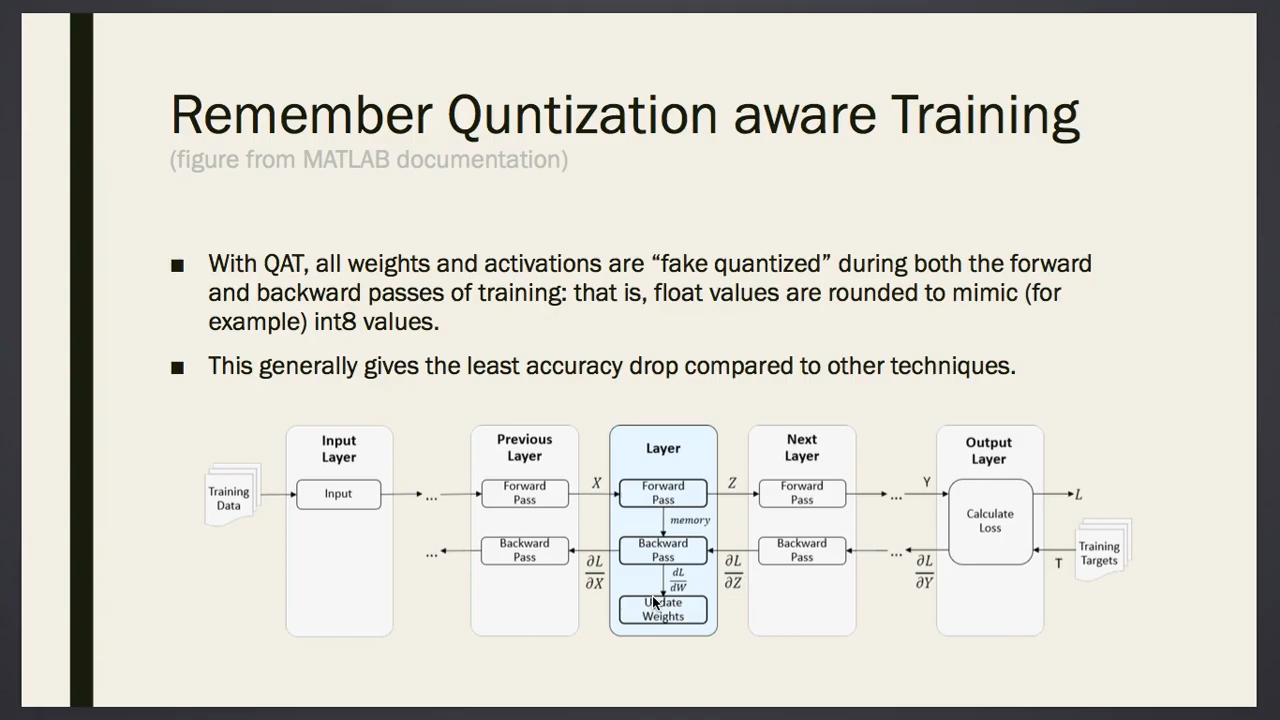 Remember Quntization aware Training
(figure from MATLAB documentation)
■ With QAT, all weights and activations are “fake quantized” during both the forward
and backward passes of training: that is, float values are rounded to mimic (for
example) int8 values.
■ This generally gives the least accuracy drop compared to other techniques.
Training
Data
Input
Layer
Input
...
...
Previous
Layer
Forward
Pass
Backward
Pass
X
∂L
∂X
Layer
Forward
Pass
memory
Backward
Pass
dL
dW
Update
Weights
Z
∂L
∂Z
Next
Layer
Forward
Pass
Backward
Pass
...
...
Y
∂L
∂Y
Output
Layer
Calculate
Loss
L
T
Training
Targets